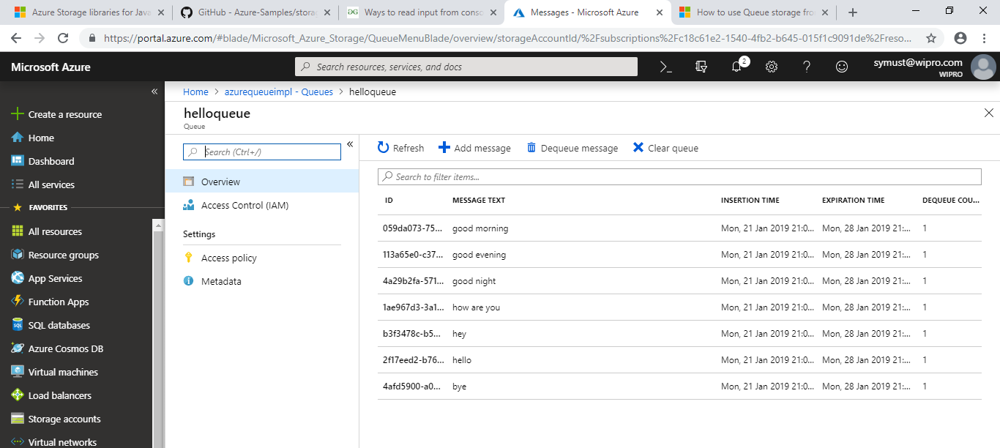 Azure Storage libraries for Java
GitHub - Azure-Samples/storag
Ways to read input from conso
Messages - Microsoft Azure
How to use Queue storage fro
https://portal.azure.com/#blade/Microsoft_Azure_Storage/QueueMenuBlade/overview/storageAccountId/%2Fsubscriptions%2Fc18c61e2-1540-4fb2-b645-015f1c9091de%2Freso...
Microsoft Azure
Search resources, services, and docs
2
symust@wipro.com
WIPRO
Home > azurequeueimpl - Queues > helloqueue
helloqueue
Queue
Create a resource
Home
Dashboard
All services
FAVORITES
All resources
Resource groups
App Services
Function Apps
SQL
SQL databases
Azure Cosmos DB
Virtual machines
Load balancers
Storage accounts
Virtual networks
Search (Ctrl+/)
Overview
Access Control (IAM)
Settings
Access policy
Metadata
Refresh Add message Dequeue message Clear queue
Search to filter items...
ID MESSAGE TEXT INSERTION TIME EXPIRATION TIME DEQUEUE COU...
059da073-75... good morning Mon, 21 Jan 2019 21:0... Mon, 28 Jan 2019 21:... 1
113a65e0-c37... good evening Mon, 21 Jan 2019 21:0... Mon, 28 Jan 2019 21:... 1
4a29b2fa-571... good night Mon, 21 Jan 2019 21:0... Mon, 28 Jan 2019 21:... 1
1ae967d3-3a1... how are you Mon, 21 Jan 2019 21:0... Mon, 28 Jan 2019 21:... 1
b3f3478c-b5... hey Mon, 21 Jan 2019 21:0... Mon, 28 Jan 2019 21:... 1
2f17eed2-b76... hello Mon, 21 Jan 2019 21:0... Mon, 28 Jan 2019 21:... 1
4afd5900-a0... bye Mon, 21 Jan 2019 21:0... Mon, 28 Jan 2019 21:... 1